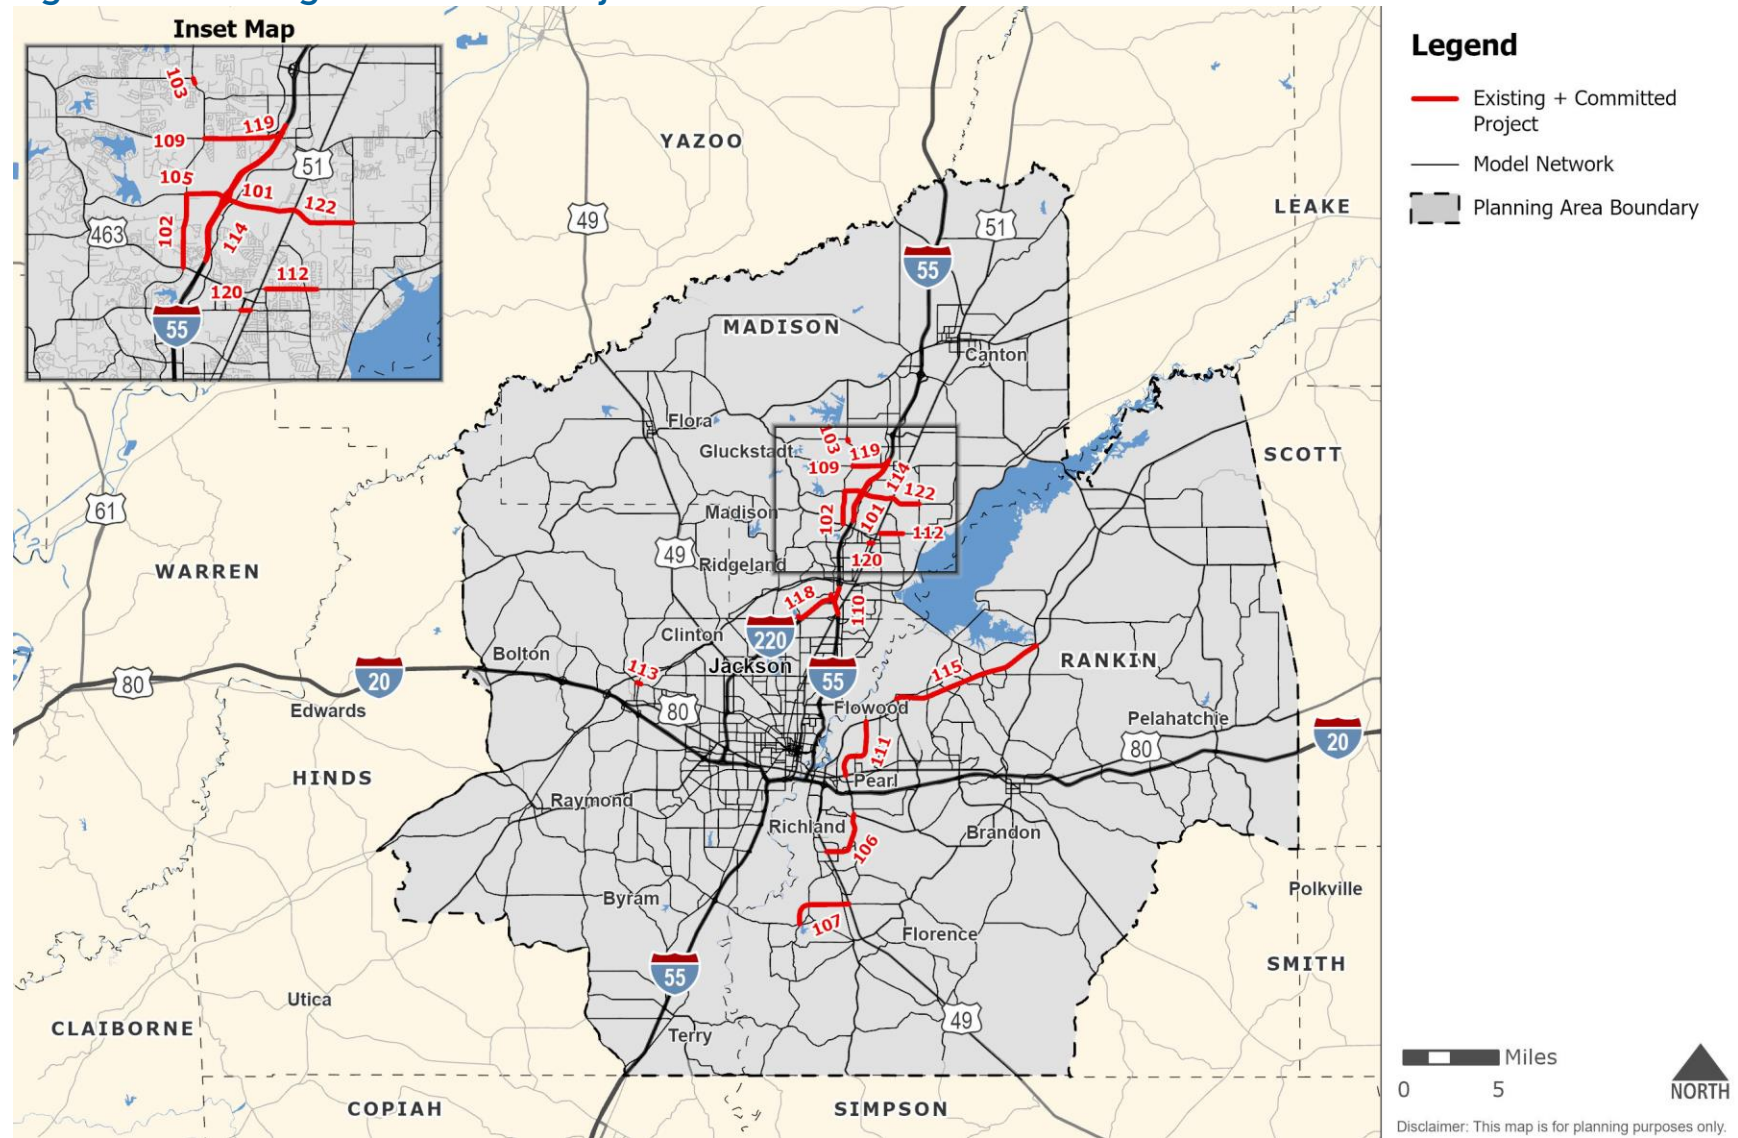 Inset Map
103
119
109
51
105
101
122
463
102
114
112
120
55
Legend
Existing + Committed
Project
Model Network
Planning Area Boundary
YAZOO
49
51
LEAKE
55
MADISON
Canton
Flora
103
Gluckstadt
119
109
114
122
SCOTT
61
Madison
102
101
112
49
Ridgeland
120
WARREN
118
110
Clinton
220
Bolton
Jackson
113
115
RANKIN
80
20
55
Edwards
80
Flowood
Pelahatchie
80
20
111
HINDS
Pearl
Raymond
Richland
Brandon
106
Byram
Polkville
107
Florence
SMITH
55
Utica
49
CLAIBORNE
Terry
Miles
0 5
NORTH
COPIAH
SIMPSON
Disclaimer: This map is for planning purposes only.